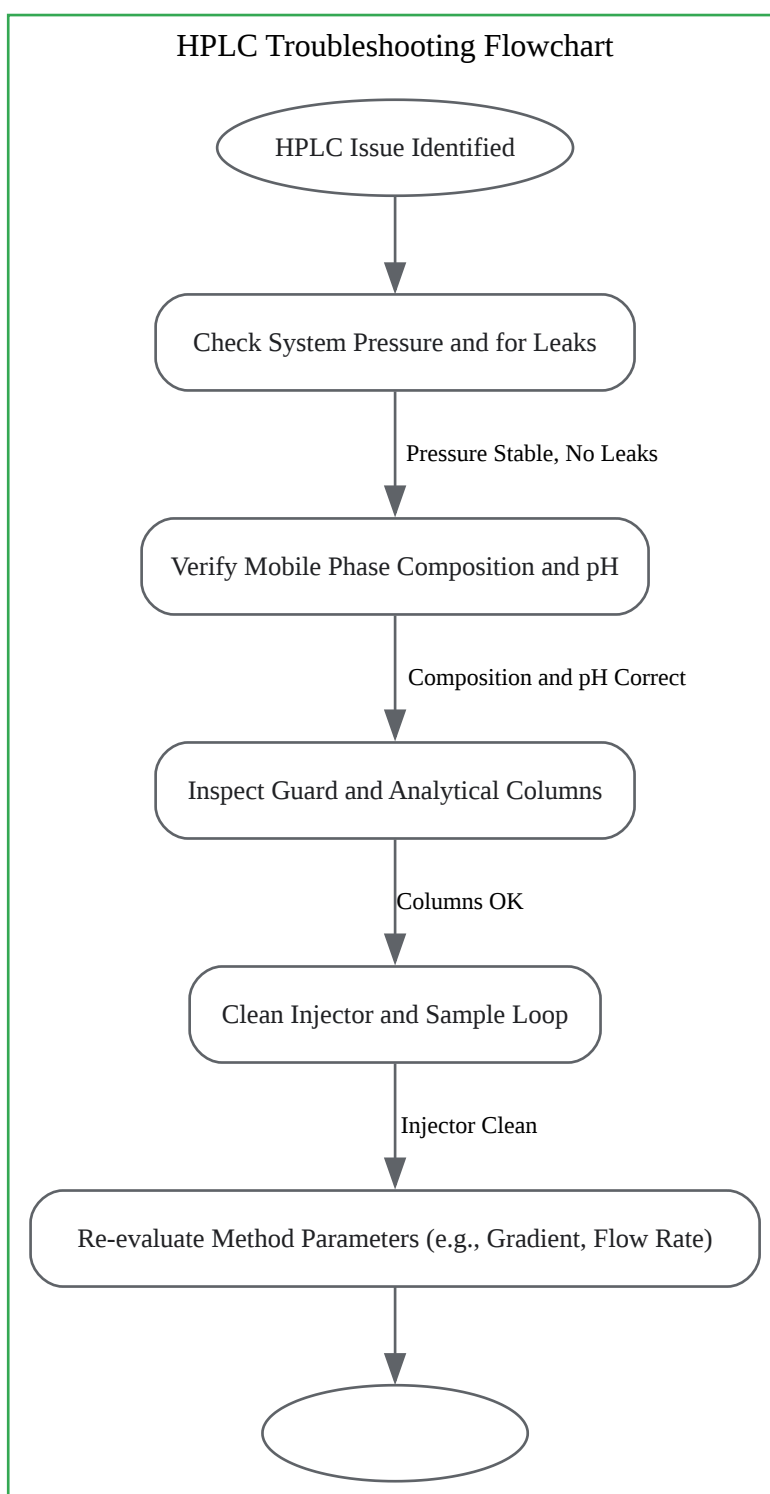 HPLC Troubleshooting Flowchart
HPLC Issue Identified
Check System Pressure and for Leaks
Pressure Stable, No Leaks
Verify Mobile Phase Composition and pH
Composition and pH Correct
Inspect Guard and Analytical Columns
Columns OK
Clean Injector and Sample Loop
Injector Clean
Re-evaluate Method Parameters (e.g., Gradient, Flow Rate)